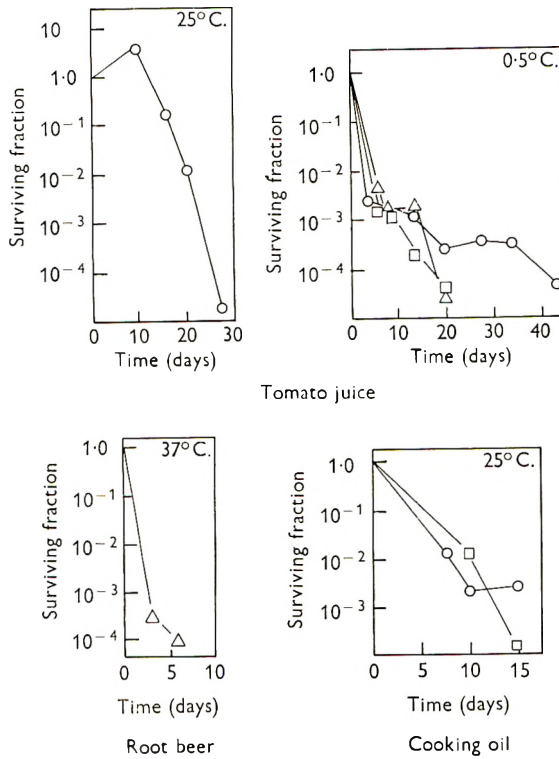 25° C.
10
1·0
10⁻¹
10⁻²
10⁻³
10⁻⁴
Surviving fraction
0 10 20 30
Time (days)
0·5° C.
1·0
10⁻¹
10⁻²
10⁻³
10⁻⁴
Surviving fraction
0 10 20 30 40
Time (days)
Tomato juice
37° C.
1·0
10⁻¹
10⁻²
10⁻³
10⁻⁴
Surviving fraction
0 5 10
Time (days)
Root beer
25° C.
1·0
10⁻²
10⁻³
Surviving fraction
0 5 10 15
Time (days)
Cooking oil